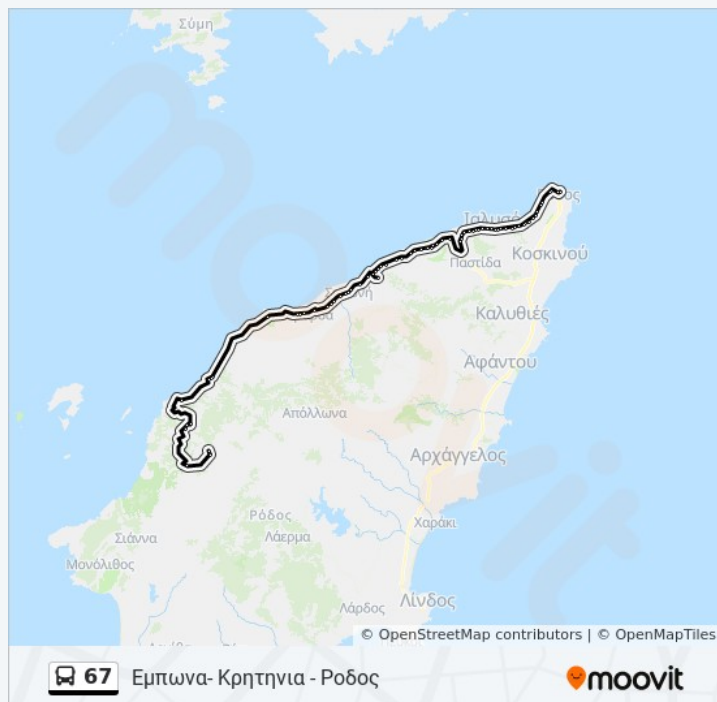 Σύμη
Ιαλυσό
Κοσκινού
Παστίδα
Καλυθιές
Αφάντου
Απόλλωνα
Αρχάγγελος
Ρόδος
Χαράκι
Σιάννα
Λάερμα
Μονόλιθος
Λίνδος
Λάρδος
© OpenStreetMap contributors | © OpenMapTiles
67 Εμπωνα- Κρητηνια - Ροδος
moovit